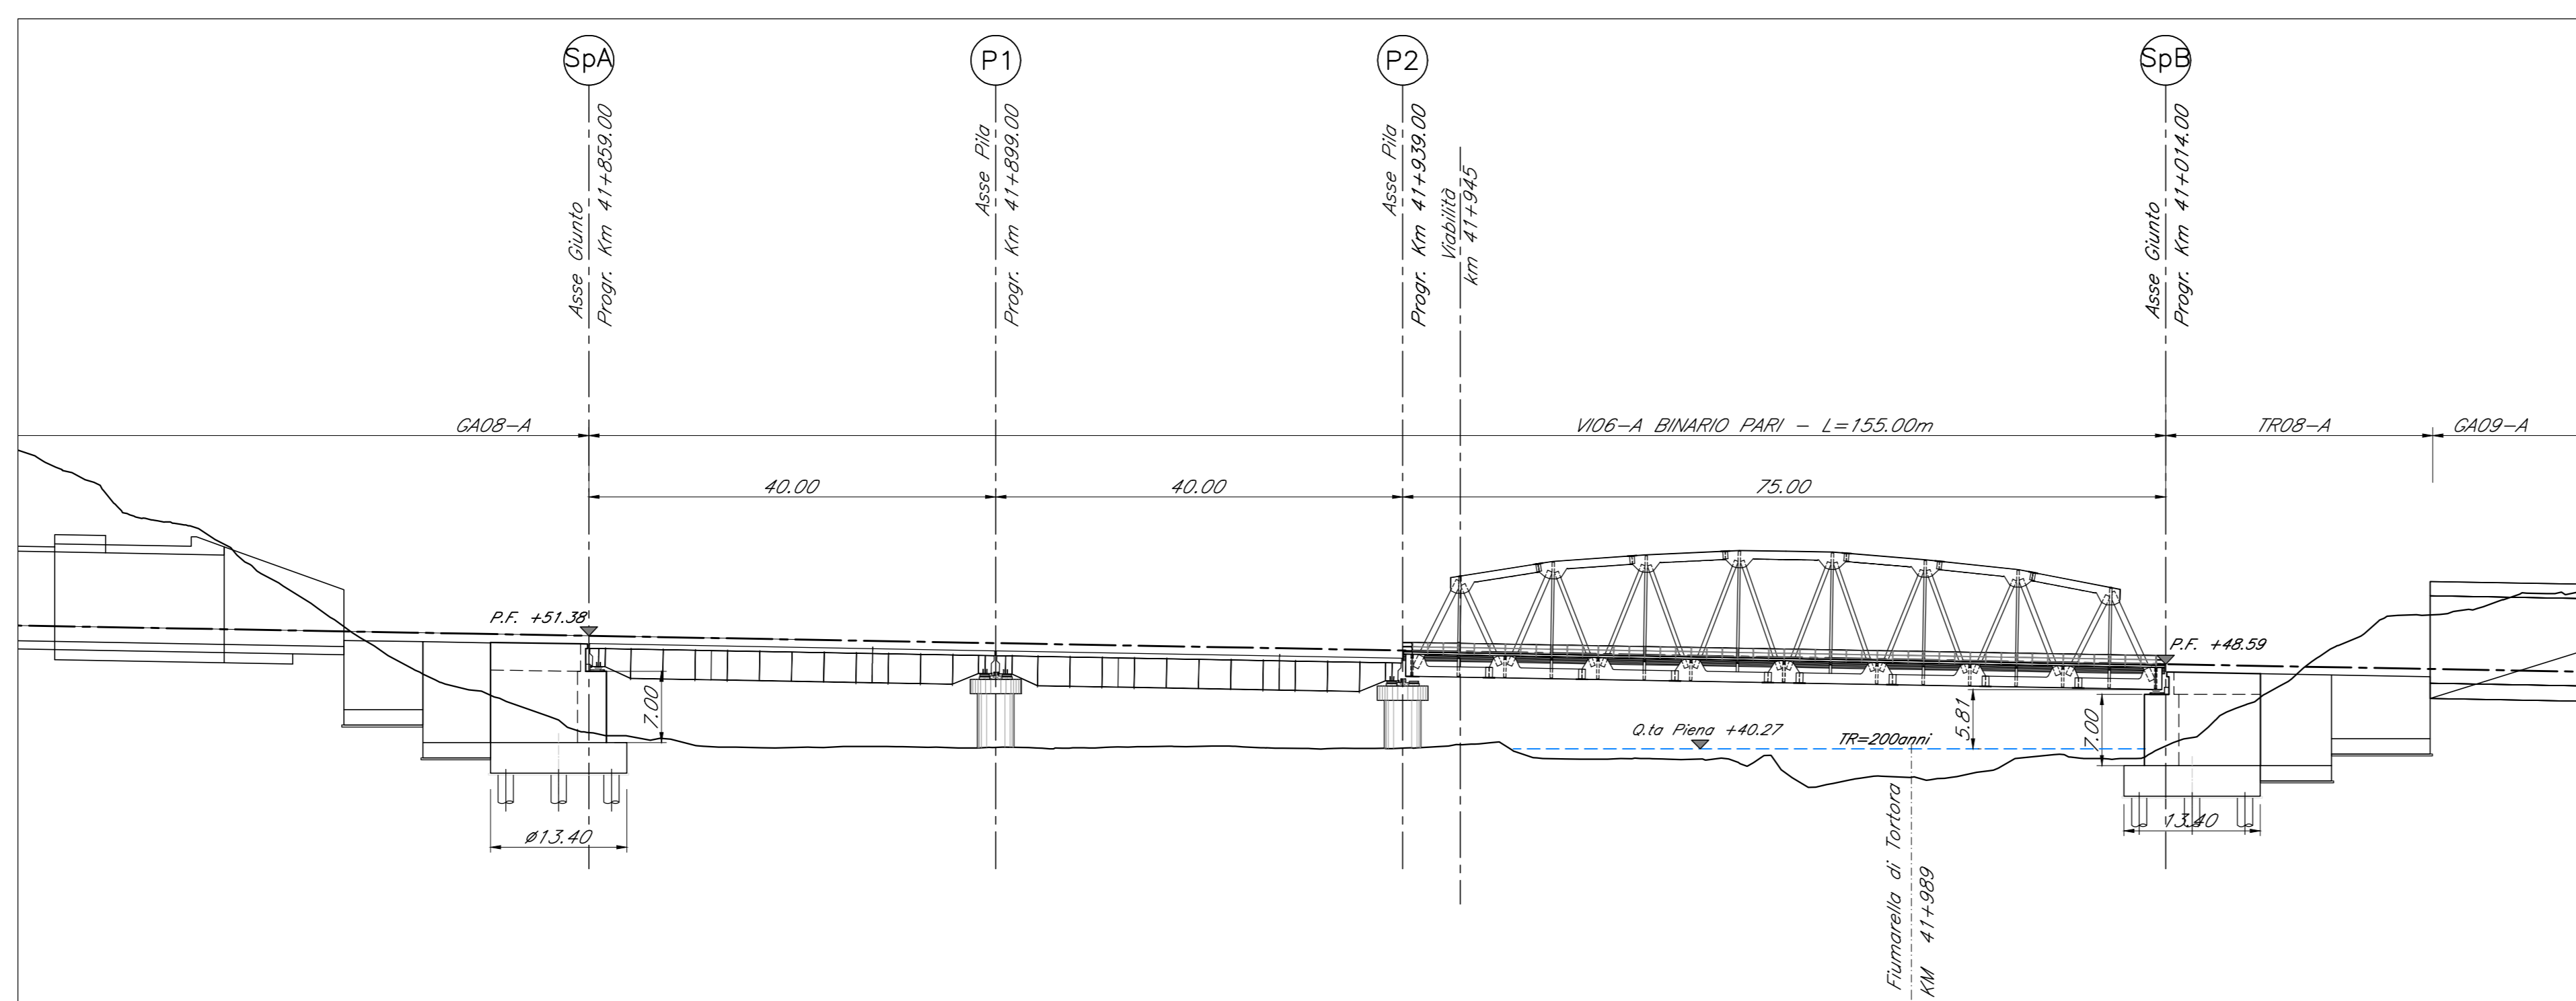 SpA
P1
P2
SpB
Asse Giunto
Progr. Km 41+859.00
Asse Pila
Progr. Km 41+899.00
Asse Pila
Progr. Km 41+939.00
Viabilità
km 41+945
Asse Giunto
Progr. Km 41+014.00
GA08-A
VI06-A BINARIO PARI - L=155.00m
TR08-A
GA09-A
40.00
40.00
75.00
P.F. +51.38
P.F. +48.59
7.00
Q.ta Piena +40.27
TR=200anni
5.81
7.00
ø13.40
13.40
Fiumarella di Tortora
KM 41+989